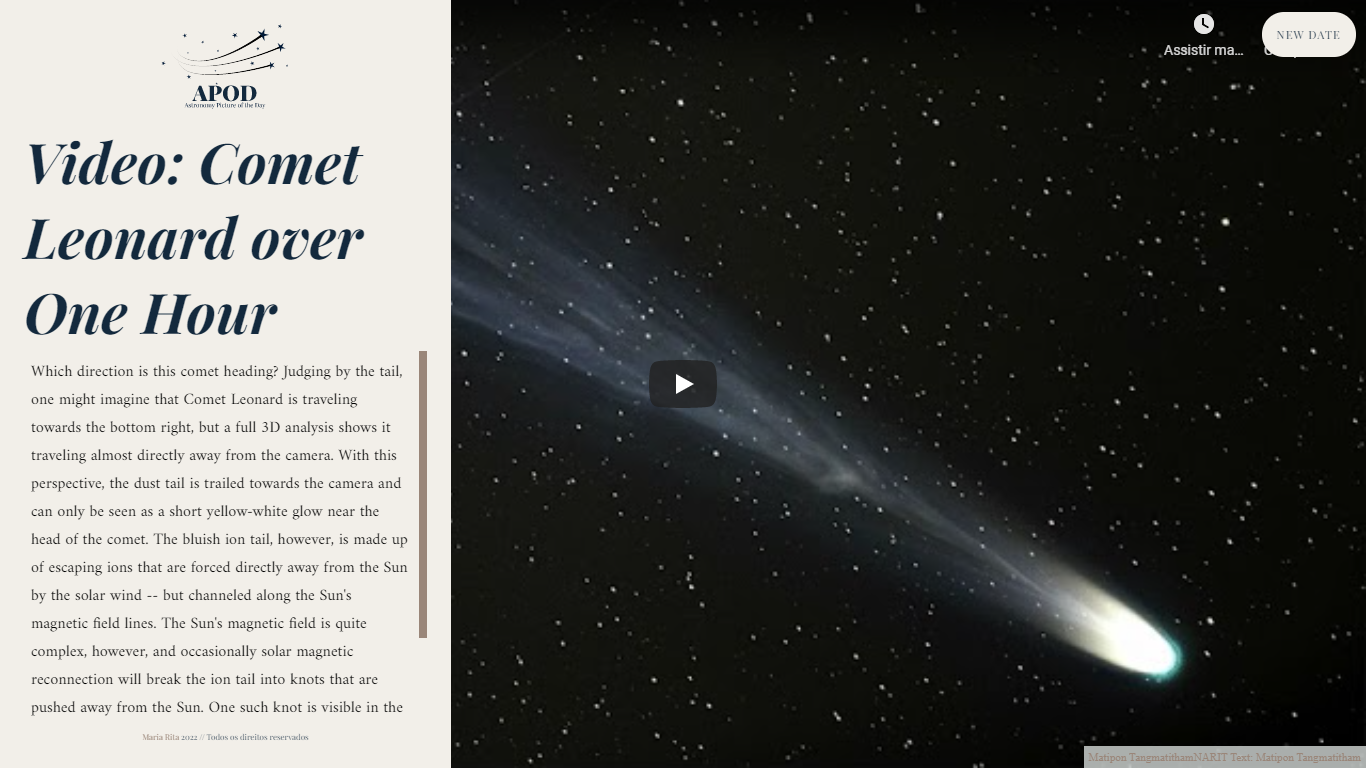 APOD
Astronomy Picture of the Day
Video: Comet
Leonard over
One Hour
Which direction is this comet heading? Judging by the tail,
one might imagine that Comet Leonard is traveling
towards the bottom right, but a full 3D analysis shows it
traveling almost directly away from the camera. With this
perspective, the dust tail is trailed towards the camera and
can only be seen as a short yellow-white glow near the
head of the comet. The bluish ion tail, however, is made up
of escaping ions that are forced directly away from the Sun
by the solar wind -- but channeled along the Sun's
magnetic field lines. The Sun's magnetic field is quite
complex, however, and occasionally solar magnetic
reconnection will break the ion tail into knots that are
pushed away from the Sun. One such knot is visible in the
Maria Rita 2022 // Todos os direitos reservados
Assistir ma...
NEW DATE
Matipon TangmatithamNARIT Text: Matipon Tangmatitham